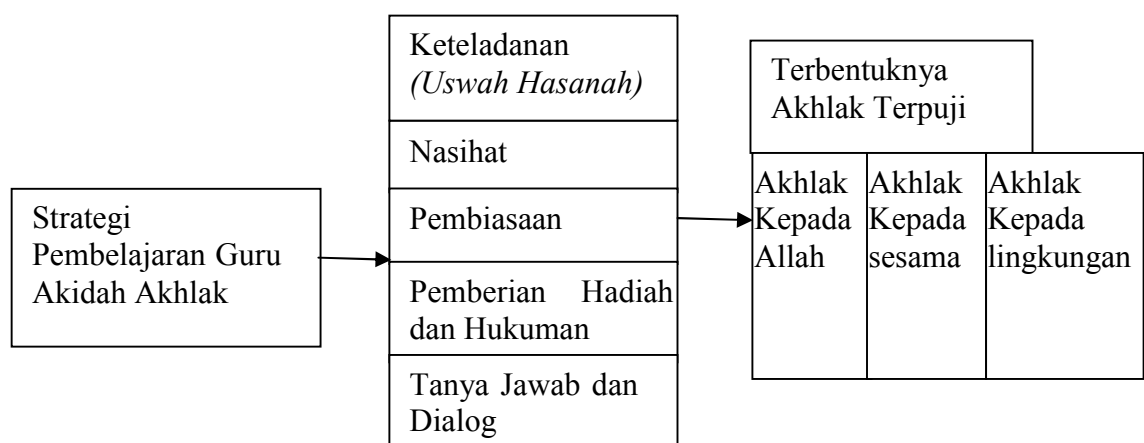 Strategi
Pembelajaran Guru
Akidah Akhlak
Keteladanan
(Uswah Hasanah)
Nasihat
Pembiasaan
Pemberian Hadiah
dan Hukuman
Tanya Jawab dan
Dialog
Terbentuknya
Akhlak Terpuji
Akhlak
Kepada
Allah
Akhlak
Kepada
sesama
Akhlak
Kepada
lingkungan